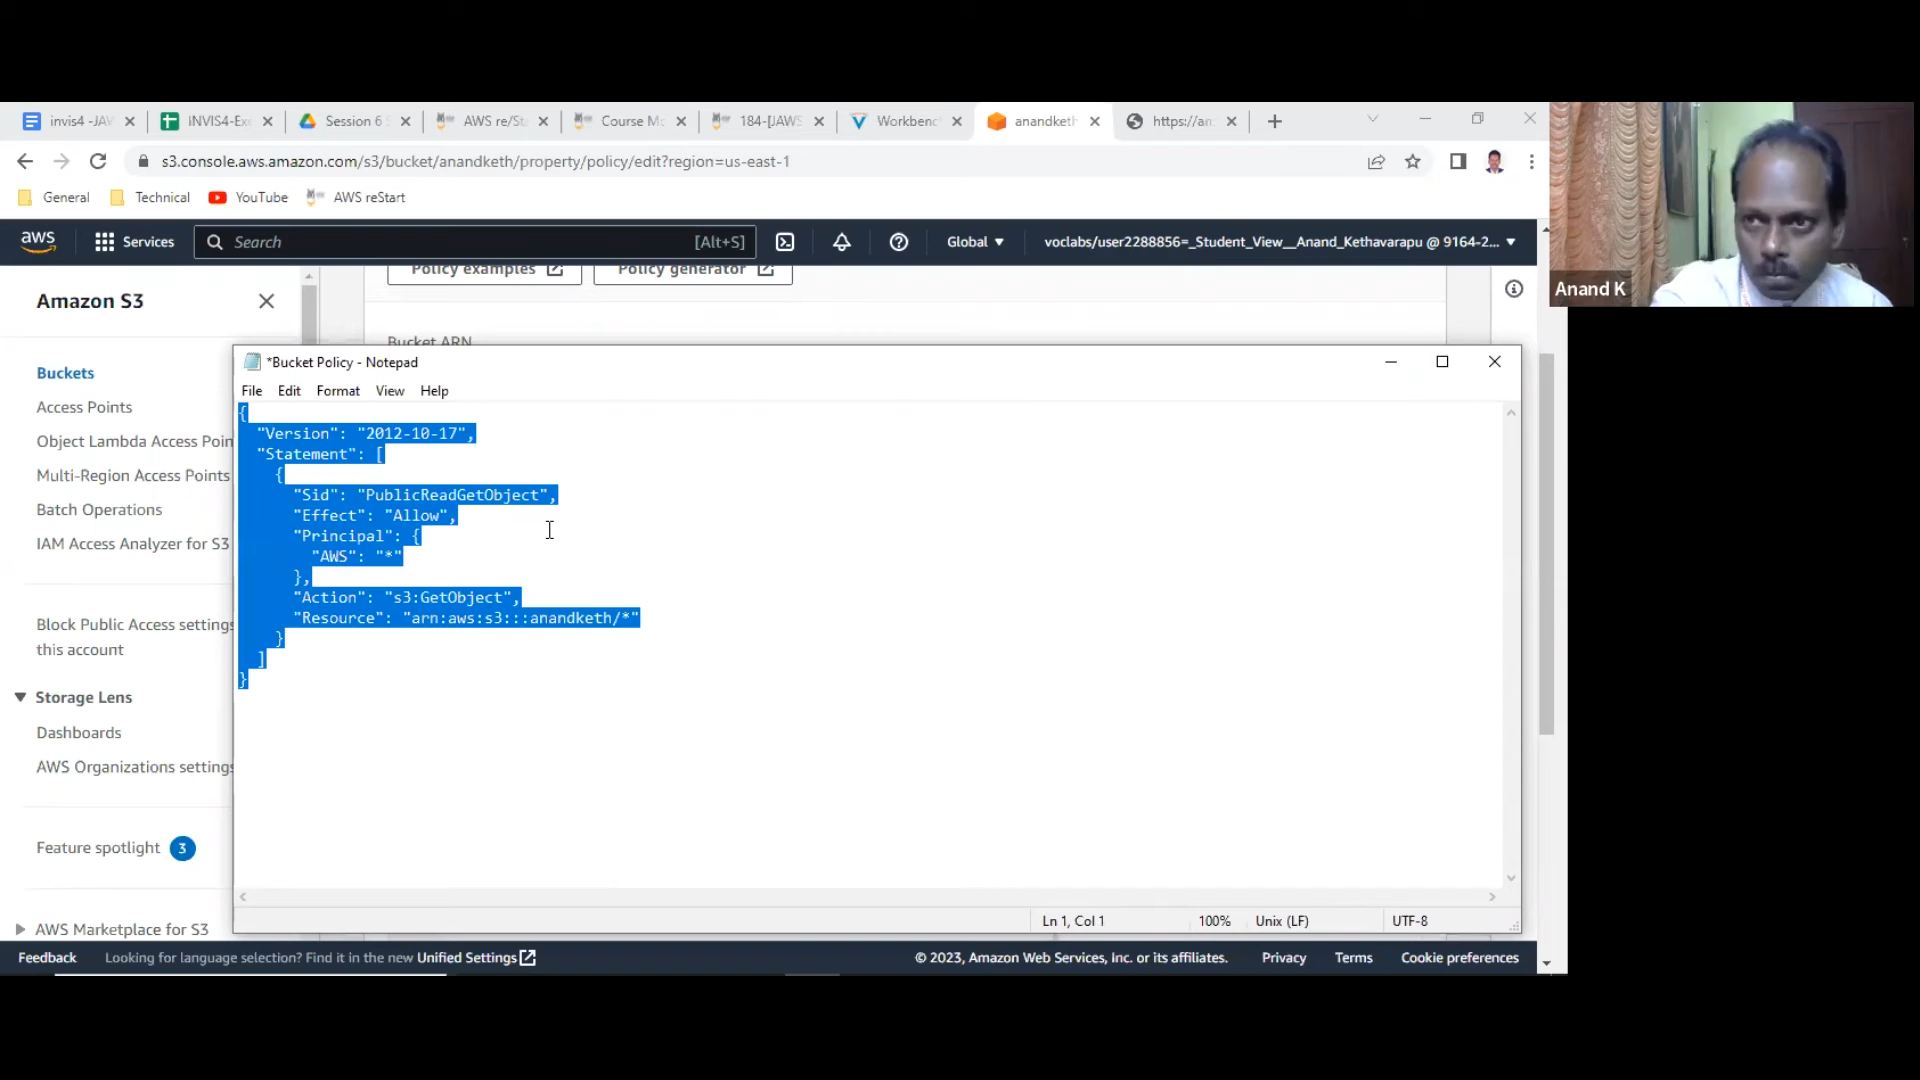 invis4 -JAV
INVIS4-Exe
Session 6 S
AWS re/St
Course Mo
184-[JAWS
Workbenc
anandketh
https://an
s3.console.aws.amazon.com/s3/bucket/anandketh/property/policy/edit?region=us-east-1
General
Technical
YouTube
AWS reStart
aws
Services
Search
[Alt+S]
Global
voclabs/user2288856=_Student_View__Anand_Kethavarapu @ 9164-2...
Anand K
Amazon S3
Policy examples
Policy generator
Bucket ARN
Buckets
Access Points
Object Lambda Access Poin
Multi-Region Access Points
Batch Operations
IAM Access Analyzer for S3
Block Public Access settings
this account
Storage Lens
Dashboards
AWS Organizations settings
Feature spotlight 3
AWS Marketplace for S3
*Bucket Policy - Notepad
File Edit Format View Help
{
"Version": "2012-10-17",
"Statement": [
{
"Sid": "PublicReadGetObject",
"Effect": "Allow",
"Principal": {
"AWS": "*"
},
"Action": "s3:GetObject",
"Resource": "arn:aws:s3:::anandketh/*"
}
]
}
Ln 1, Col 1
100%
Unix (LF)
UTF-8
Feedback
Looking for language selection? Find it in the new Unified Settings
© 2023, Amazon Web Services, Inc. or its affiliates.
Privacy
Terms
Cookie preferences